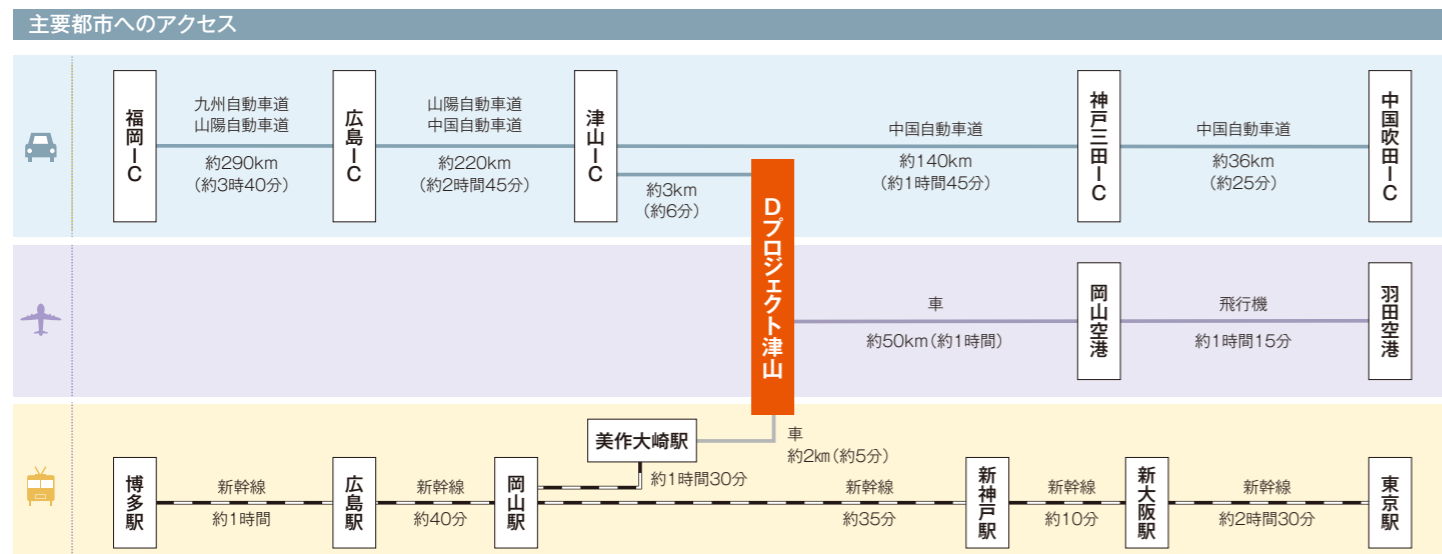 主要都市へのアクセス
福岡IC
九州自動車道
山陽自動車道
約290km
(約3時40分)
広島IC
山陽自動車道
中国自動車道
約220km
(約2時間45分)
津山IC
約3km
(約6分)
Dプロジェクト津山
中国自動車道
約140km
(約1時間45分)
神戸三田IC
中国自動車道
約36km
(約25分)
中国吹田IC
車
約50km(約1時間)
岡山空港
飛行機
約1時間15分
羽田空港
美作大崎駅
車
約2km(約5分)
約1時間30分
博多駅
新幹線
約1時間
広島駅
新幹線
約40分
岡山駅
新幹線
約35分
新神戸駅
新幹線
約10分
新大阪駅
新幹線
約2時間30分
東京駅